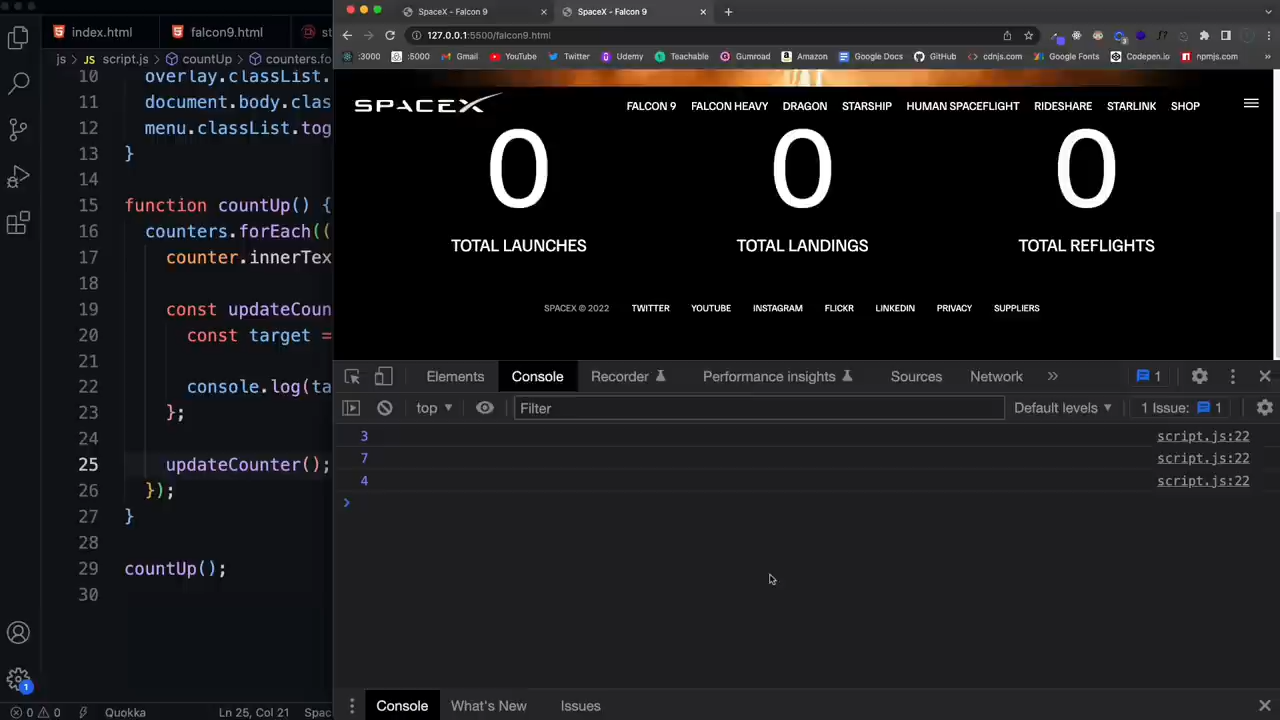 index.html
falcon9.html
st
js > script.js > countUp > counters.fo
10 overlay.classList.
11 document.body.clas
12 menu.classList.tog
13 }
14
15 function countUp() {
16 counters.forEach((
17 counter.innerTex
18
19 const updateCoun
20 const target =
21
22 console.log(ta
23 };
24
25 updateCounter();
26 });
27 }
28
29 countUp();
30
1
0 0 Quokka Ln 25, Col 21 Spac
SpaceX - Falcon 9
SpaceX - Falcon 9
127.0.0.1:5500/falcon9.html
:3000 :5000 Gmail YouTube Twitter Udemy Teachable Gumroad Amazon Google Docs GitHub cdnjs.com Google Fonts Codepen.io npmjs.com »
SPACEX FALCON 9 FALCON HEAVY DRAGON STARSHIP HUMAN SPACEFLIGHT RIDESHARE STARLINK SHOP
0 0 0
TOTAL LAUNCHES TOTAL LANDINGS TOTAL REFLIGHTS
SPACEX © 2022 TWITTER YOUTUBE INSTAGRAM FLICKR LINKEDIN PRIVACY SUPPLIERS
Elements Console Recorder Performance insights Sources Network » 1
top Filter Default levels 1 Issue: 1
3 script.js:22
7 script.js:22
4 script.js:22
>
Console What's New Issues